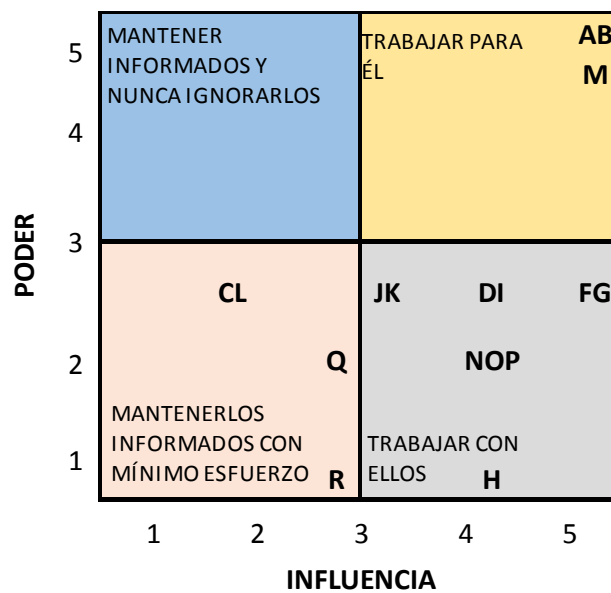 MANTENER
INFORMADOS Y
NUNCA IGNORARLOS
TRABAJAR PARA
ÉL
AB
M
5
4
3
2
1
PODER
CL
JK
DI
FG
Q
NOP
MANTENERLOS
INFORMADOS CON
MÍNIMO ESFUERZO
R
TRABAJAR CON
ELLOS
H
1 2 3 4 5
INFLUENCIA